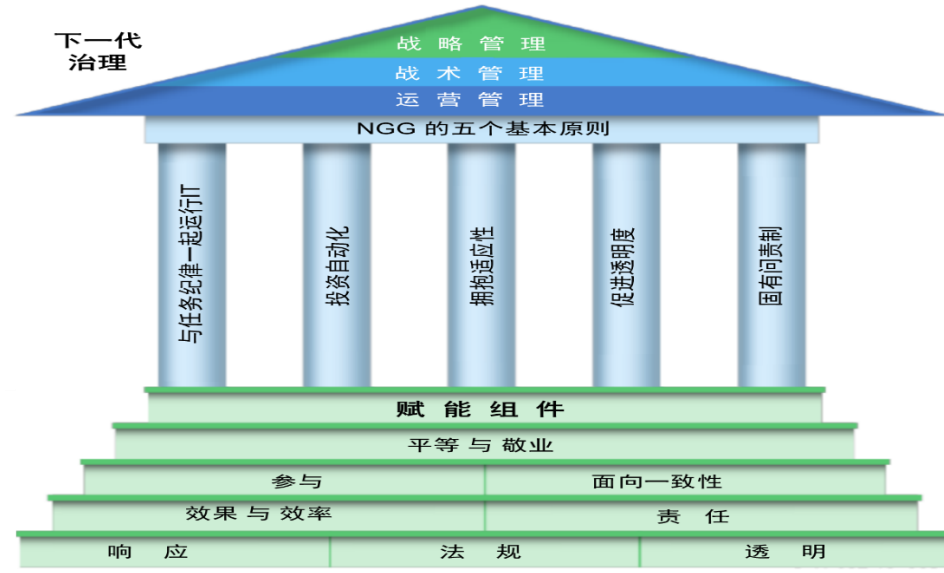 下一代
治理
战略管理
战术管理
运营管理
NGG 的五个基本原则
与任务纪律一起运行IT
投资自动化
拥抱适应性
促进透明度
固有问责制
赋能组件
平等与敬业
参与
面向一致性
效果与效率
责任
响应
法规
透明